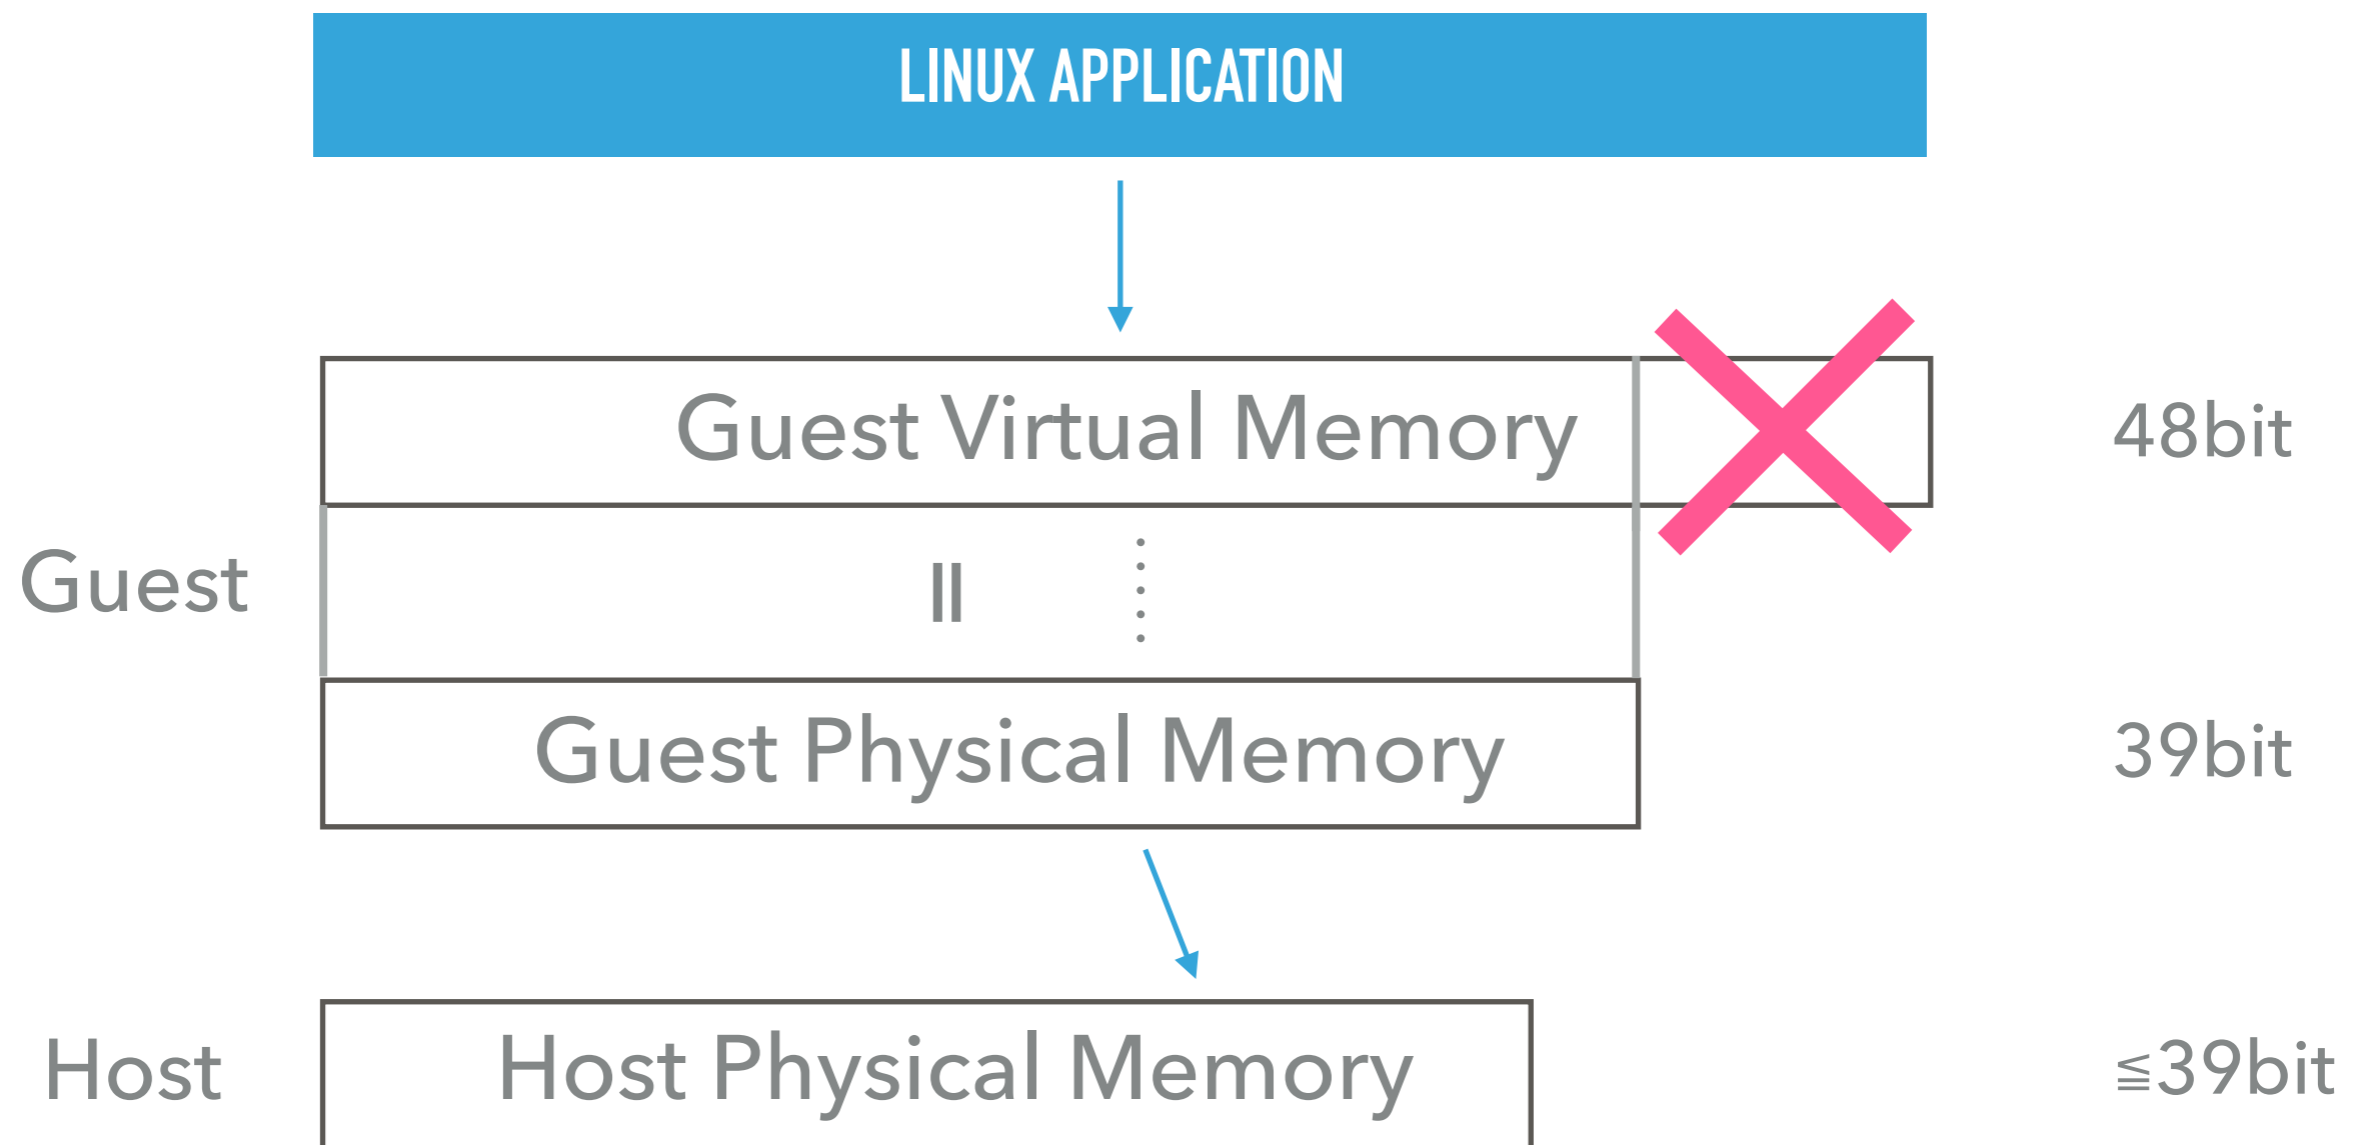 LINUX APPLICATION
Guest Virtual Memory
48bit
Guest
=
Guest Physical Memory
39bit
Host
Host Physical Memory
≦39bit